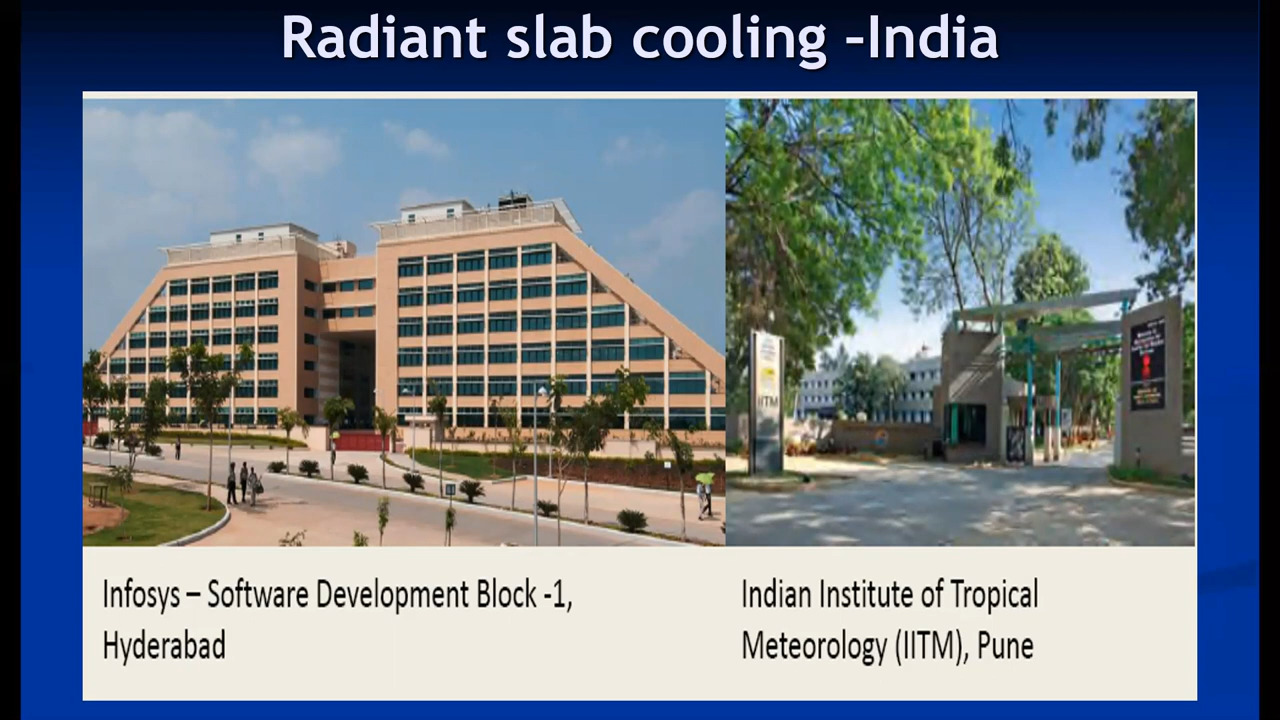 Radiant slab cooling -India
IITM
Infosys – Software Development Block -1,
Hyderabad
Indian Institute of Tropical
Meteorology (IITM), Pune